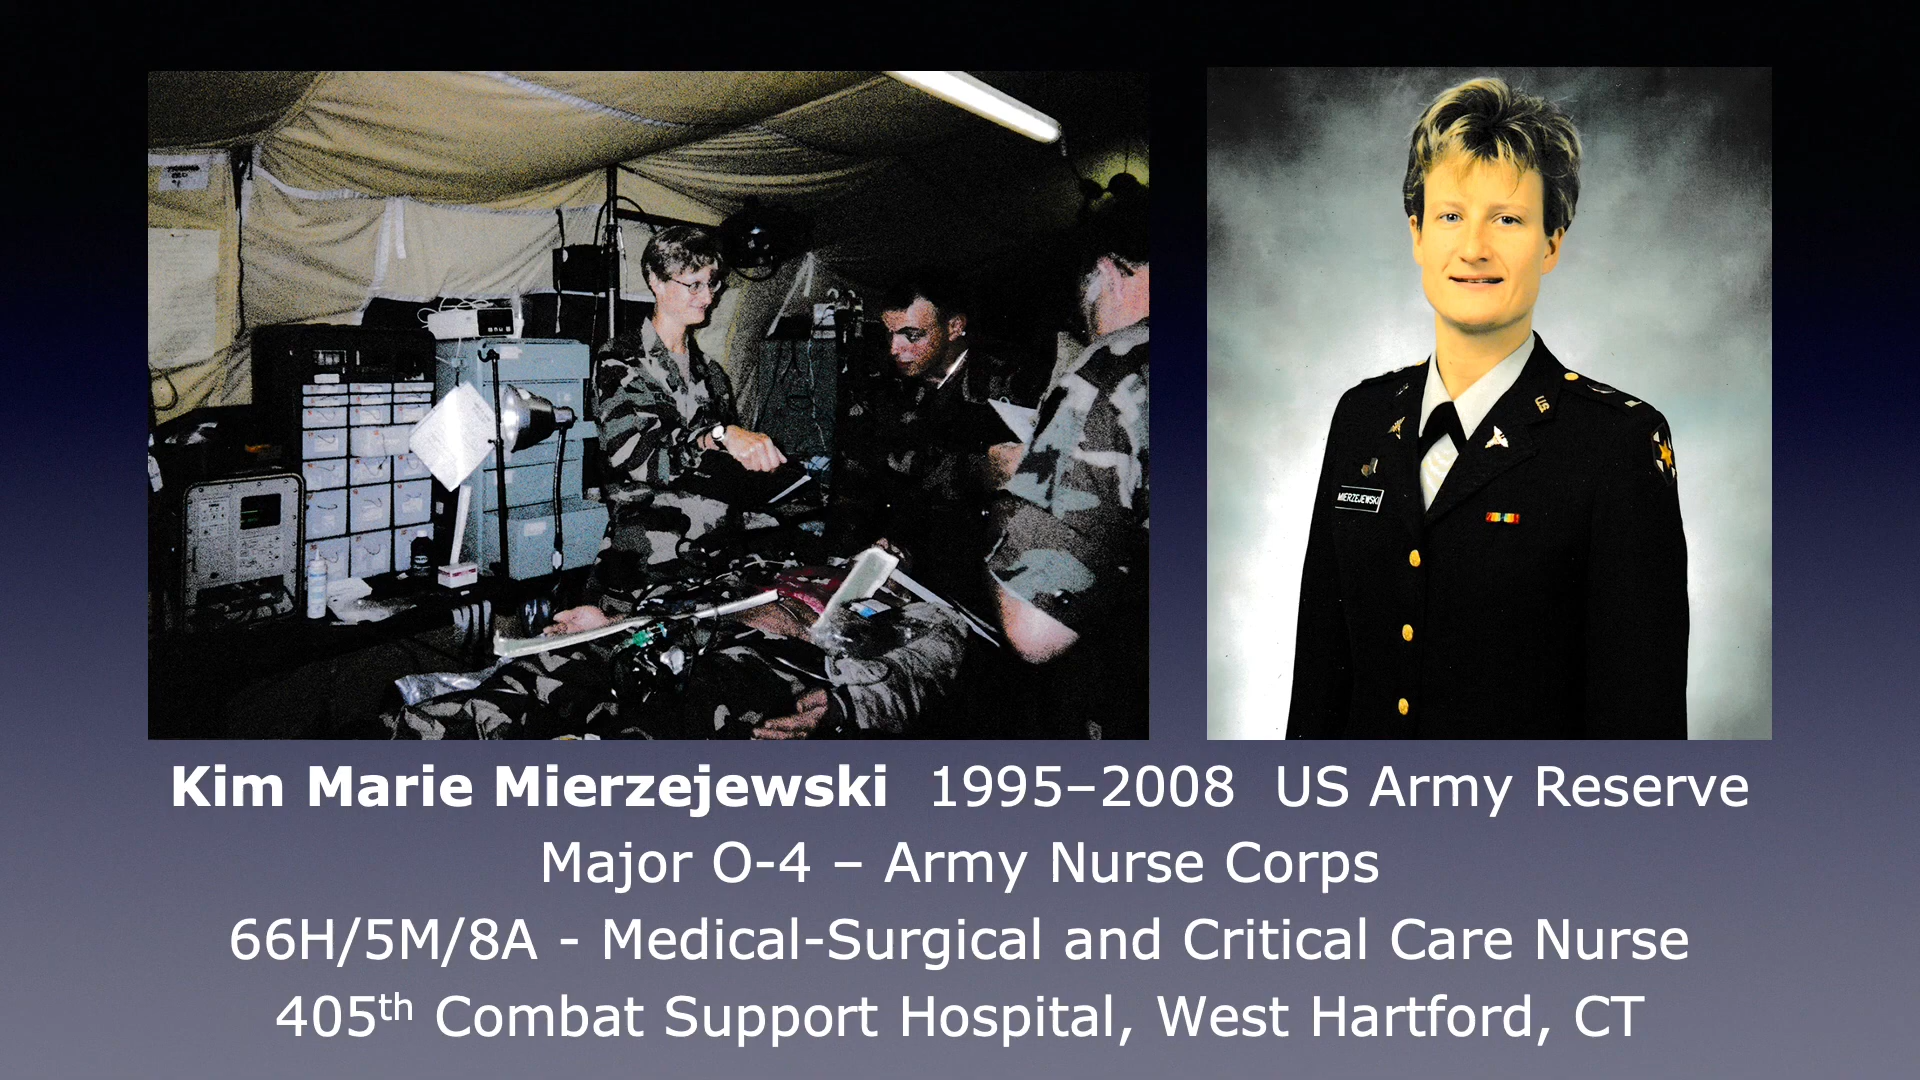 MIERZEJEWSKI
US
Kim Marie Mierzejewski 1995–2008 US Army Reserve
Major O-4 – Army Nurse Corps
66H/5M/8A - Medical-Surgical and Critical Care Nurse
405th Combat Support Hospital, West Hartford, CT